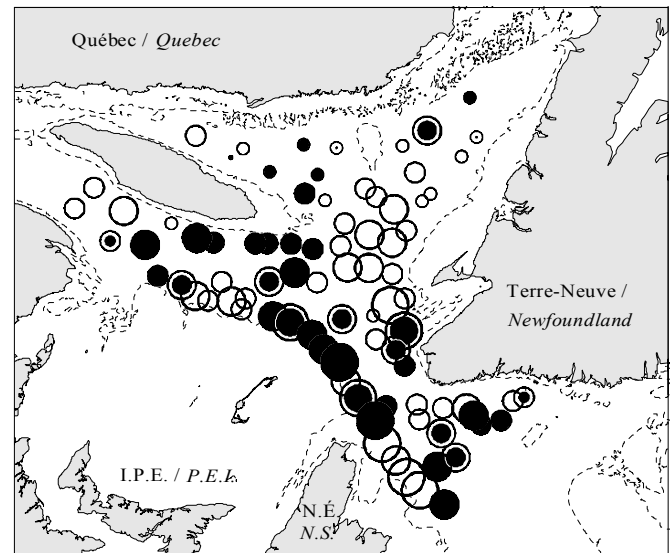 Québec / Quebec
Terre-Neuve /
Newfoundland
I.P.E. / P.E.I.
N.É.
N.S.